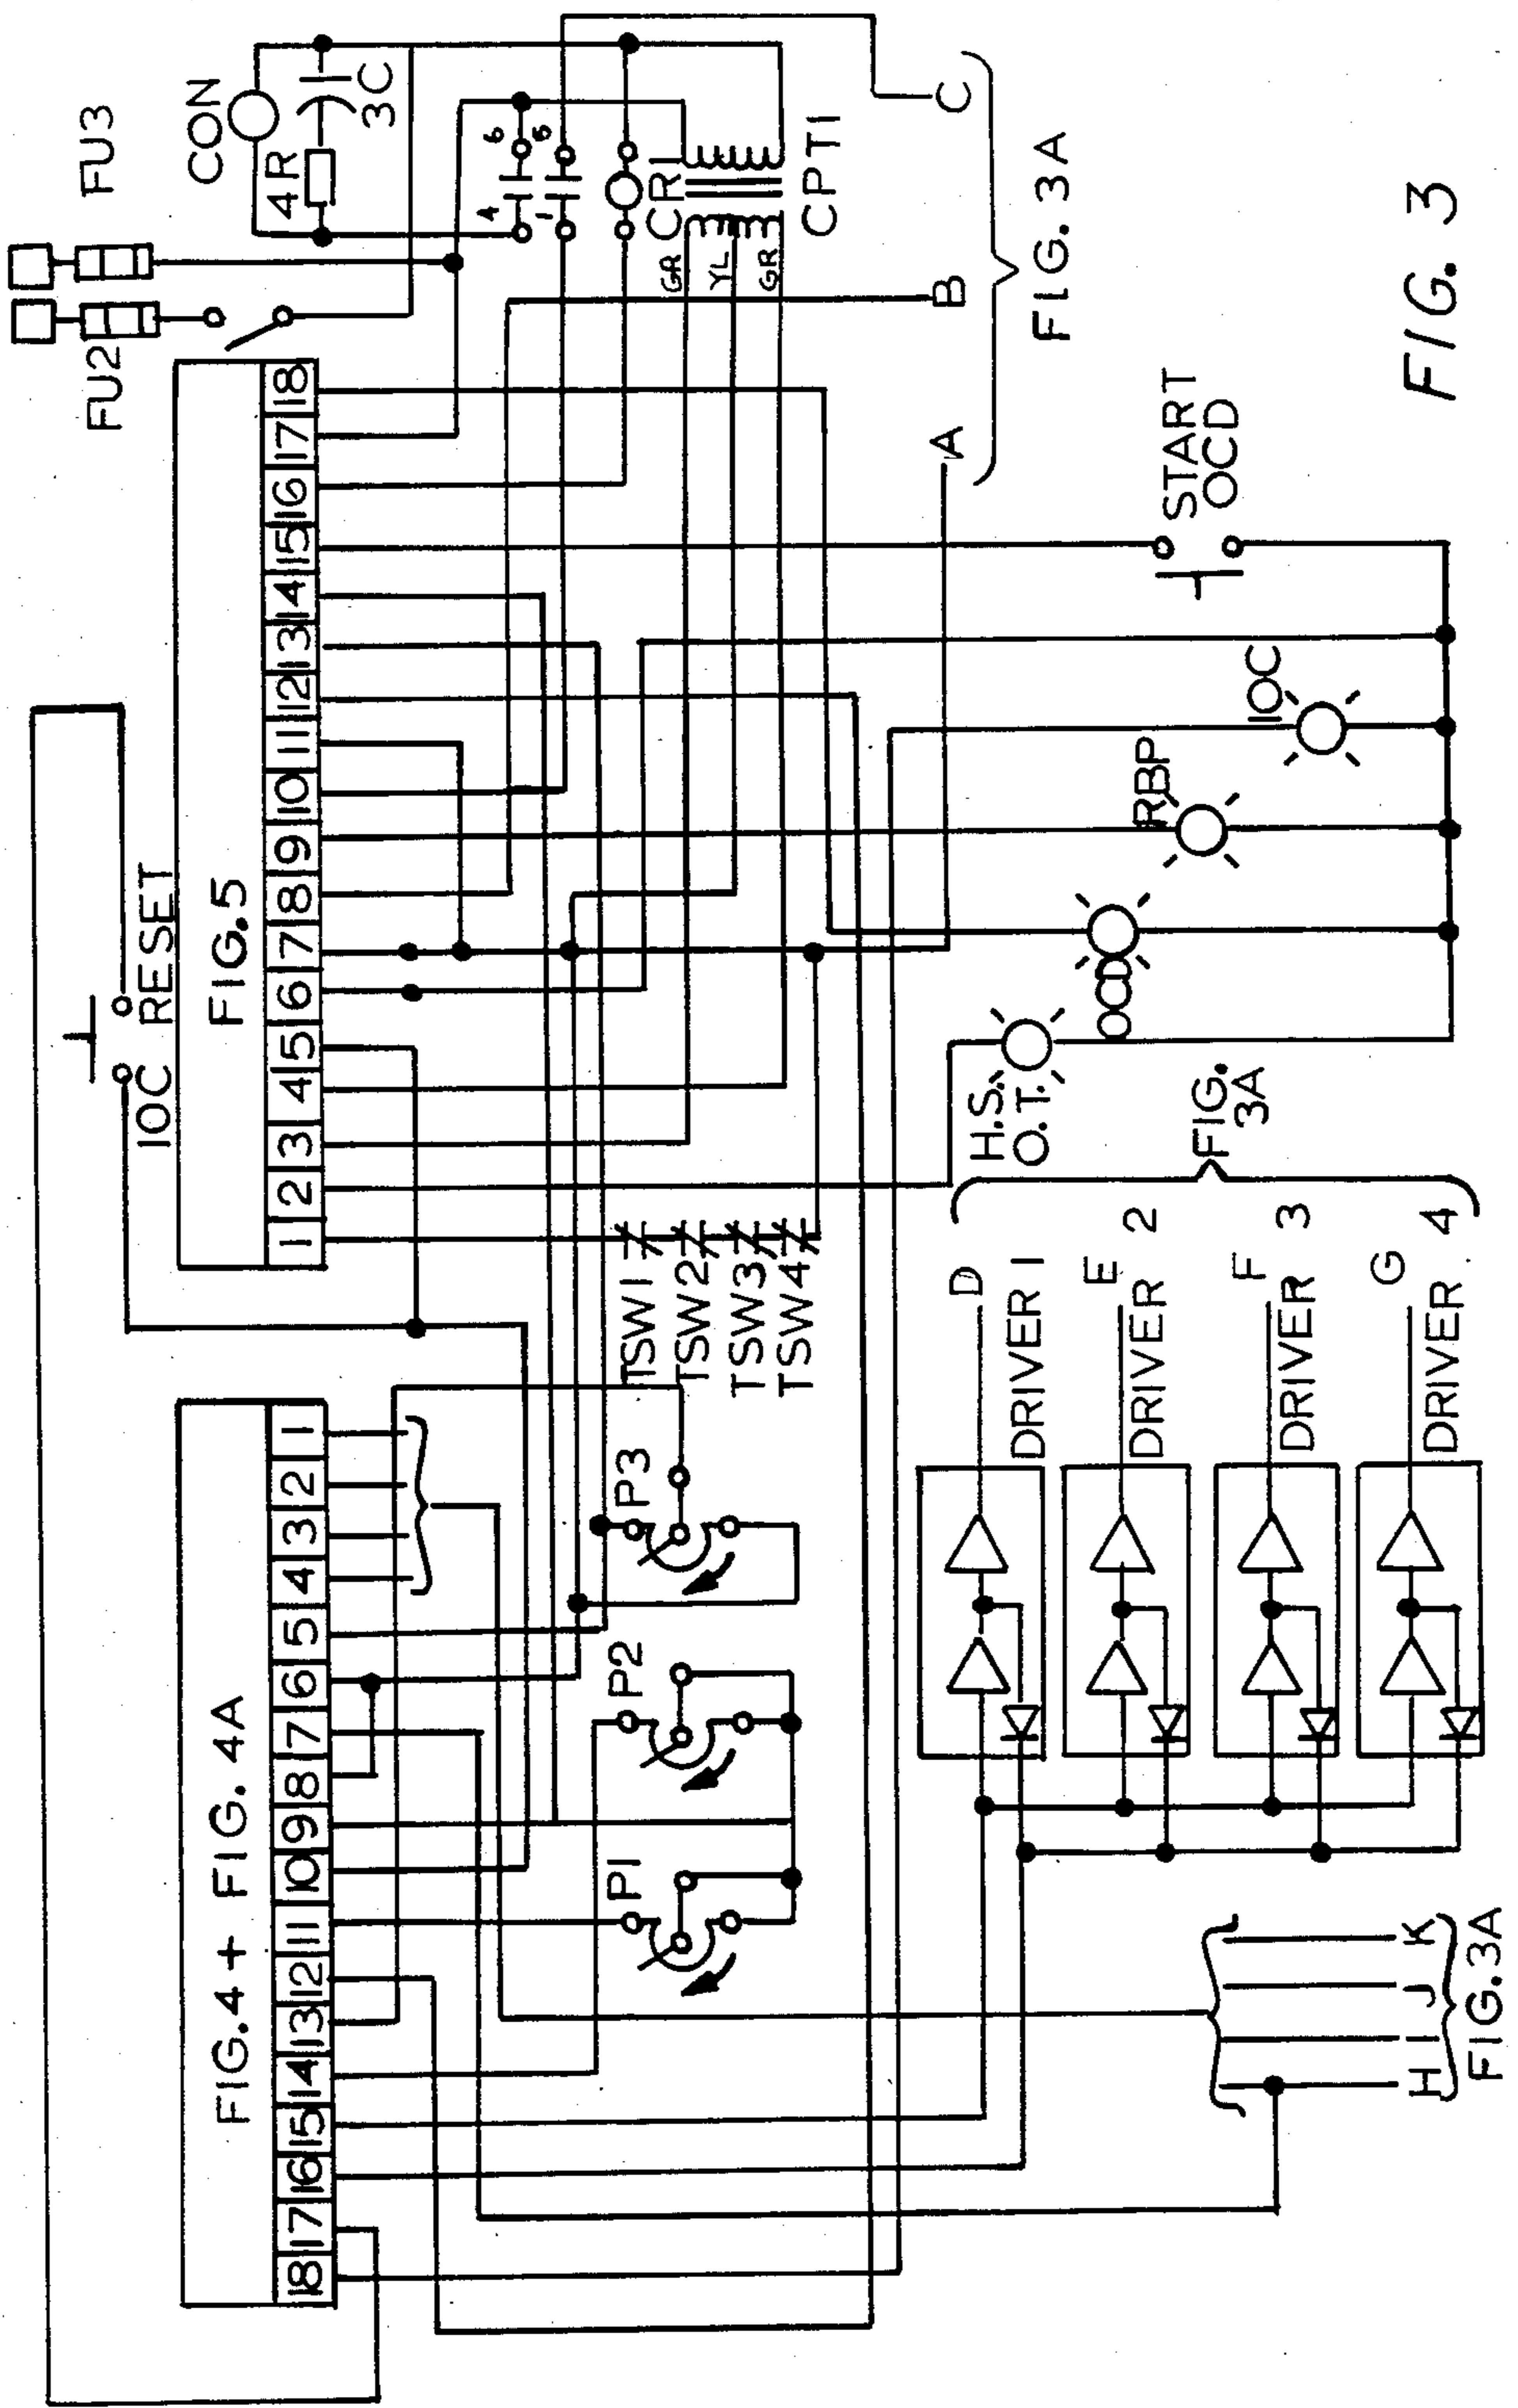 FIG. 4 + FIG. 4A
18 17 16 15 14 13 12 11 10 9 8 7 6 5 4 3 2 1
IOC RESET
FIG. 5
1 2 3 4 5 6 7 8 9 10 11 12 13 14 15 16 17 18
FU2
FU3
CON
4R
3C
4 6
1 5
CR1
GR
YL
GR
CPT1
P1
P2
P3
TSW1
TSW2
TSW3
TSW4
A
B
C
FIG. 3A
H.S.
O.T.
OCD
RBP
IOC
START
OCD
D
DRIVER 1
E
DRIVER 2
F
DRIVER 3
G
DRIVER 4
FIG.
3A
H I J K
FIG. 3A
FIG. 3